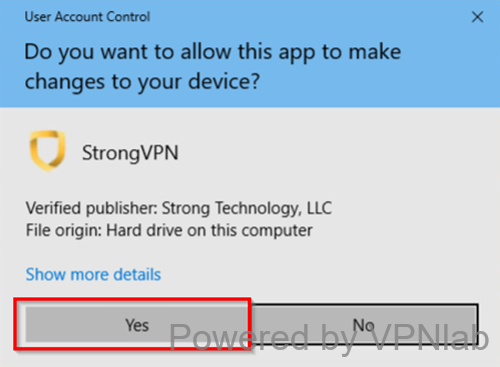 User Account Control
Do you want to allow this app to make
changes to your device?
StrongVPN
Verified publisher: Strong Technology, LLC
File origin: Hard drive on this computer
Show more details
Yes
No
Powered by VPNlab